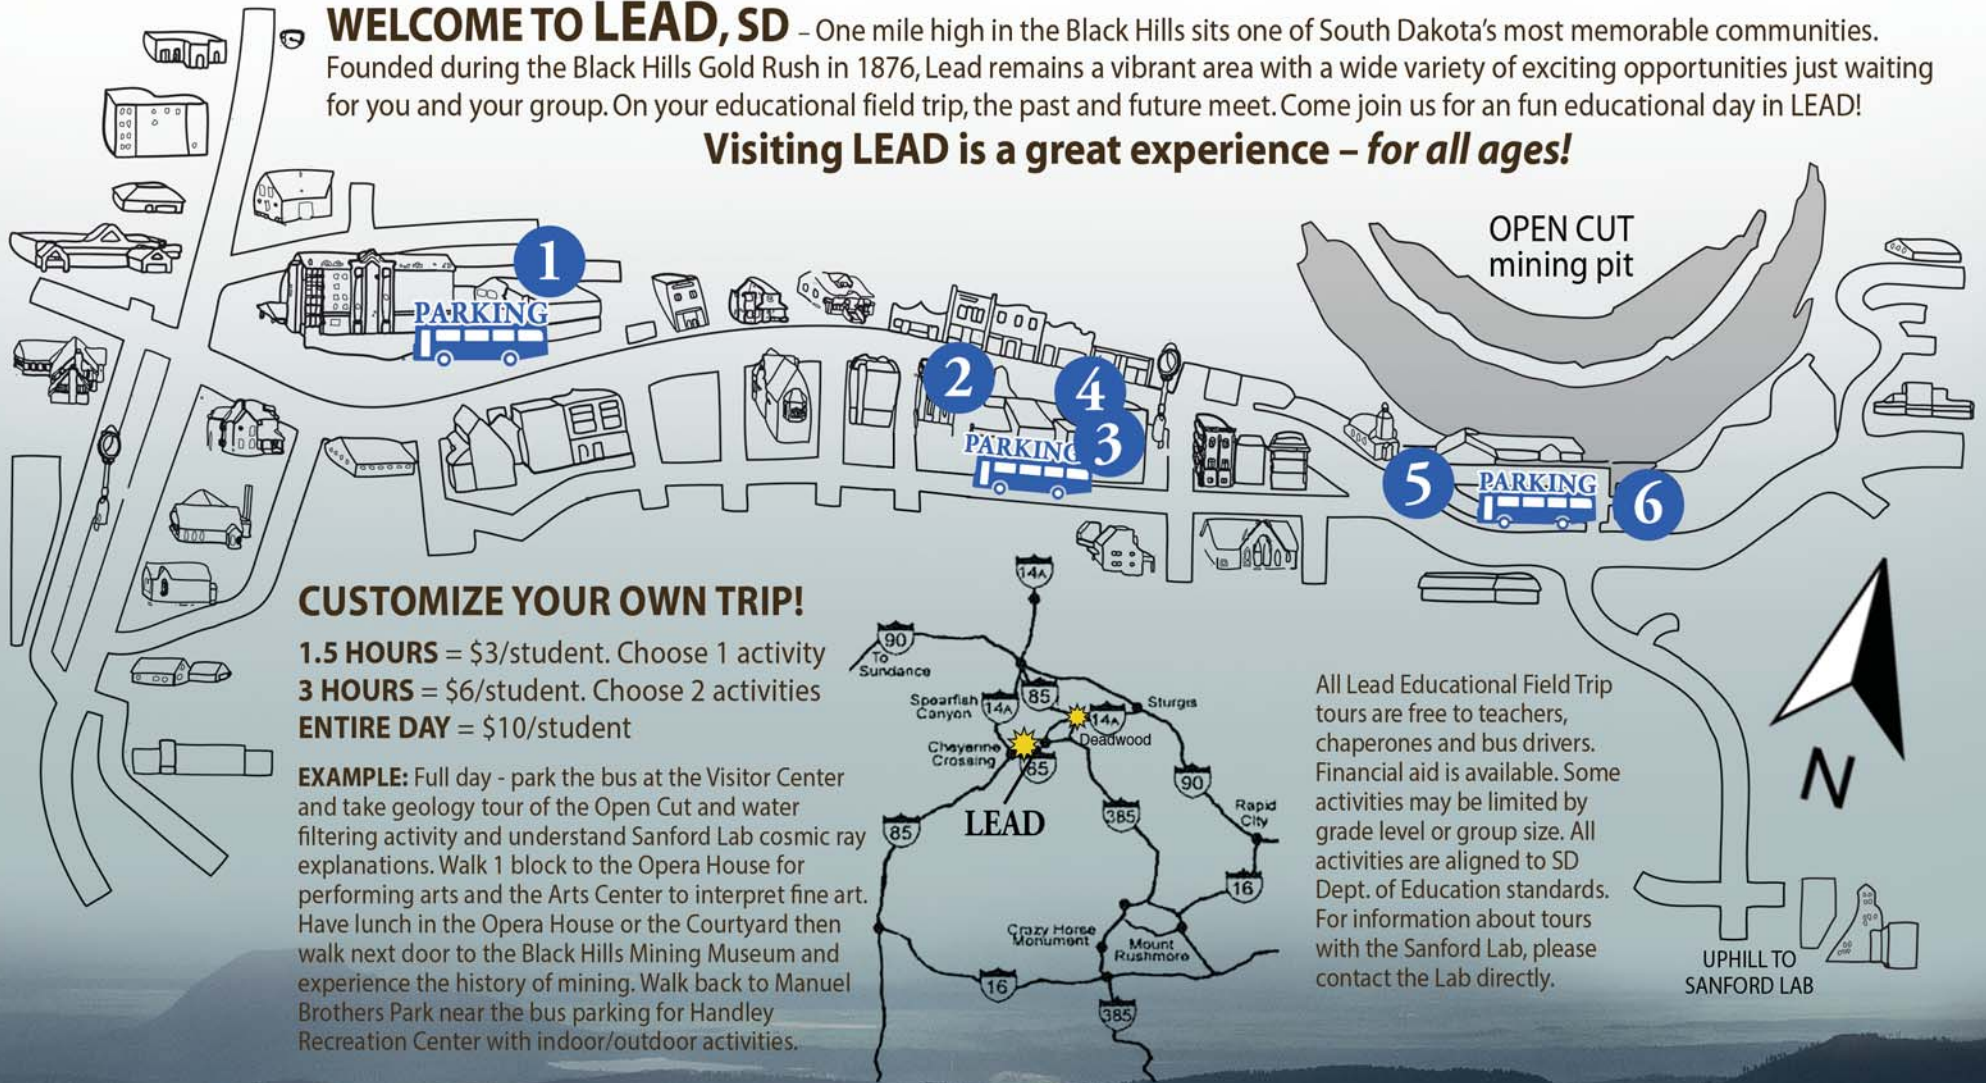 WELCOME TO LEAD, SD – One mile high in the Black Hills sits one of South Dakota's most memorable communities.
Founded during the Black Hills Gold Rush in 1876, Lead remains a vibrant area with a wide variety of exciting opportunities just waiting
for you and your group. On your educational field trip, the past and future meet. Come join us for an fun educational day in LEAD!
Visiting LEAD is a great experience – for all ages!
OPEN CUT
mining pit
1
PARKING
2
4
3
PARKING
5
PARKING
6
CUSTOMIZE YOUR OWN TRIP!
1.5 HOURS = $3/student. Choose 1 activity
3 HOURS = $6/student. Choose 2 activities
ENTIRE DAY = $10/student
EXAMPLE: Full day - park the bus at the Visitor Center
and take geology tour of the Open Cut and water
filtering activity and understand Sanford Lab cosmic ray
explanations. Walk 1 block to the Opera House for
performing arts and the Arts Center to interpret fine art.
Have lunch in the Opera House or the Courtyard then
walk next door to the Black Hills Mining Museum and
experience the history of mining. Walk back to Manuel
Brothers Park near the bus parking for Handley
Recreation Center with indoor/outdoor activities.
14A
90
To
Sundance
85
Spearfish
Canyon
14A
Sturgis
14A
Deadwood
Cheyenne
Crossing
85
90
LEAD
385
Rapid
City
85
16
Crazy Horse
Monument
Mount
Rushmore
16
385
All Lead Educational Field Trip
tours are free to teachers,
chaperones and bus drivers.
Financial aid is available. Some
activities may be limited by
grade level or group size. All
activities are aligned to SD
Dept. of Education standards.
For information about tours
with the Sanford Lab, please
contact the Lab directly.
N
UPHILL TO
SANFORD LAB